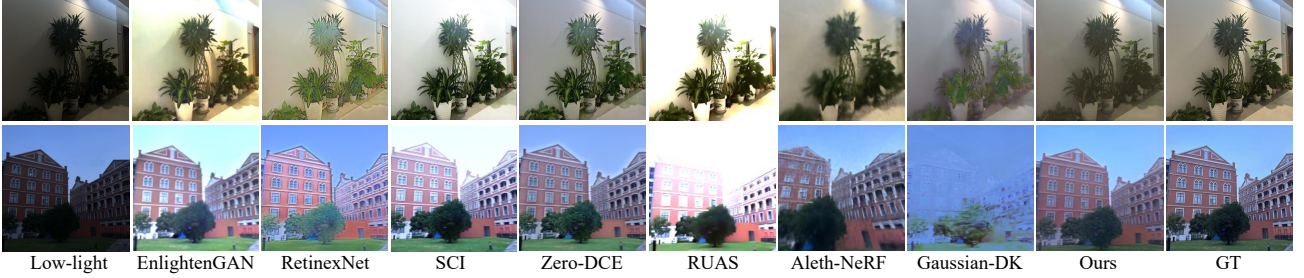 Low-light EnlightenGAN RetinexNet SCI Zero-DCE RUAS Aleth-NeRF Gaussian-DK Ours GT